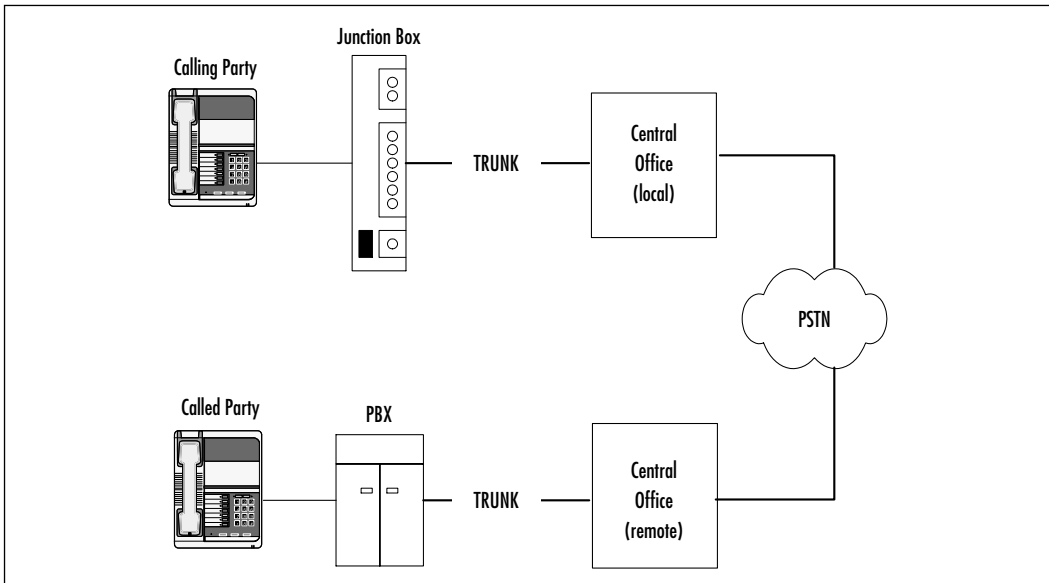 Junction Box
Calling Party
TRUNK
Central
Office
(local)
PSTN
Called Party
PBX
TRUNK
Central
Office
(remote)